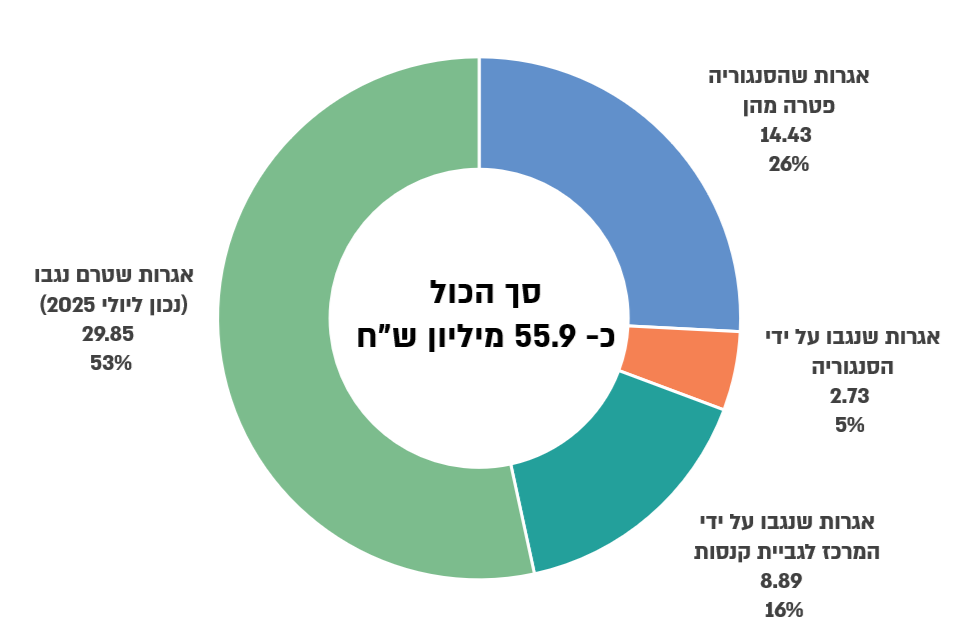 אגרות שהסנגוריה
פטרה מהן
14.43
26%
אגרות שנגבו על ידי
הסנגוריה
2.73
5%
אגרות שנגבו על ידי
המרכז לגביית קנסות
8.89
16%
אגרות שטרם נגבו
(נכון ליולי 2025)
29.85
53%
סך הכול
כ- 55.9 מיליון ש"ח